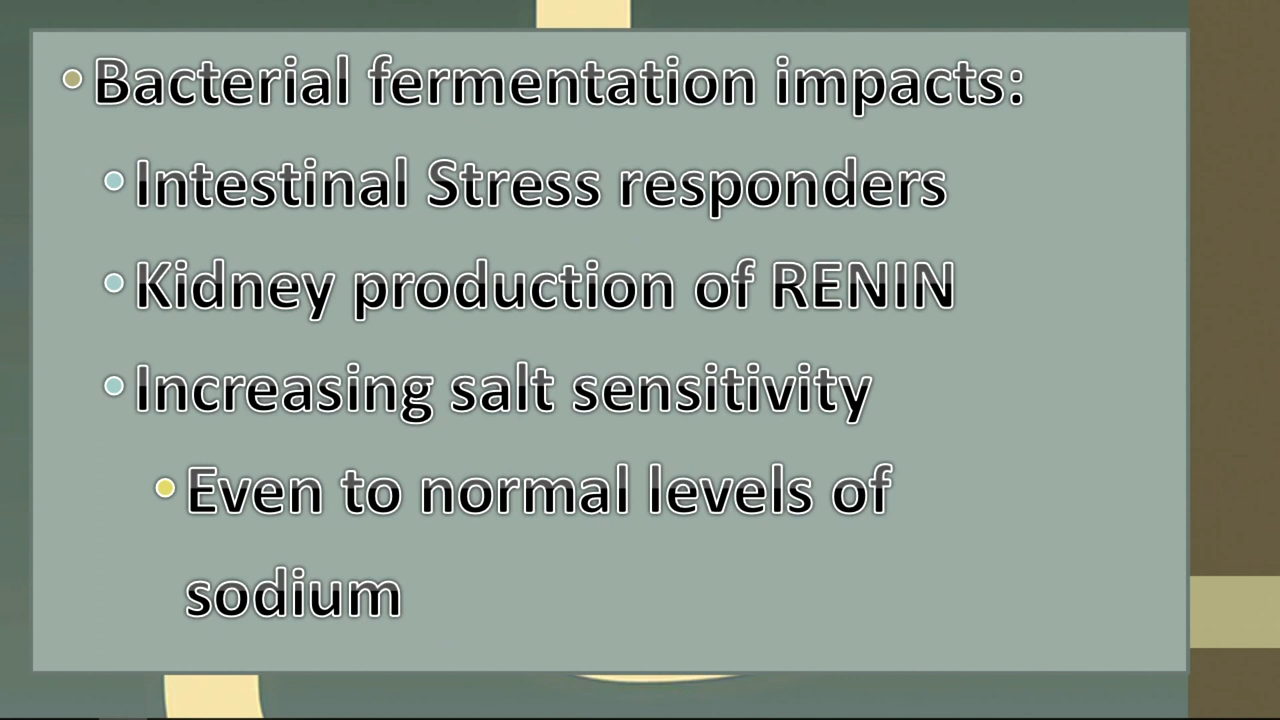 • Bacterial fermentation impacts:
• Intestinal Stress responders
• Kidney production of RENIN
• Increasing salt sensitivity
• Even to normal levels of
sodium